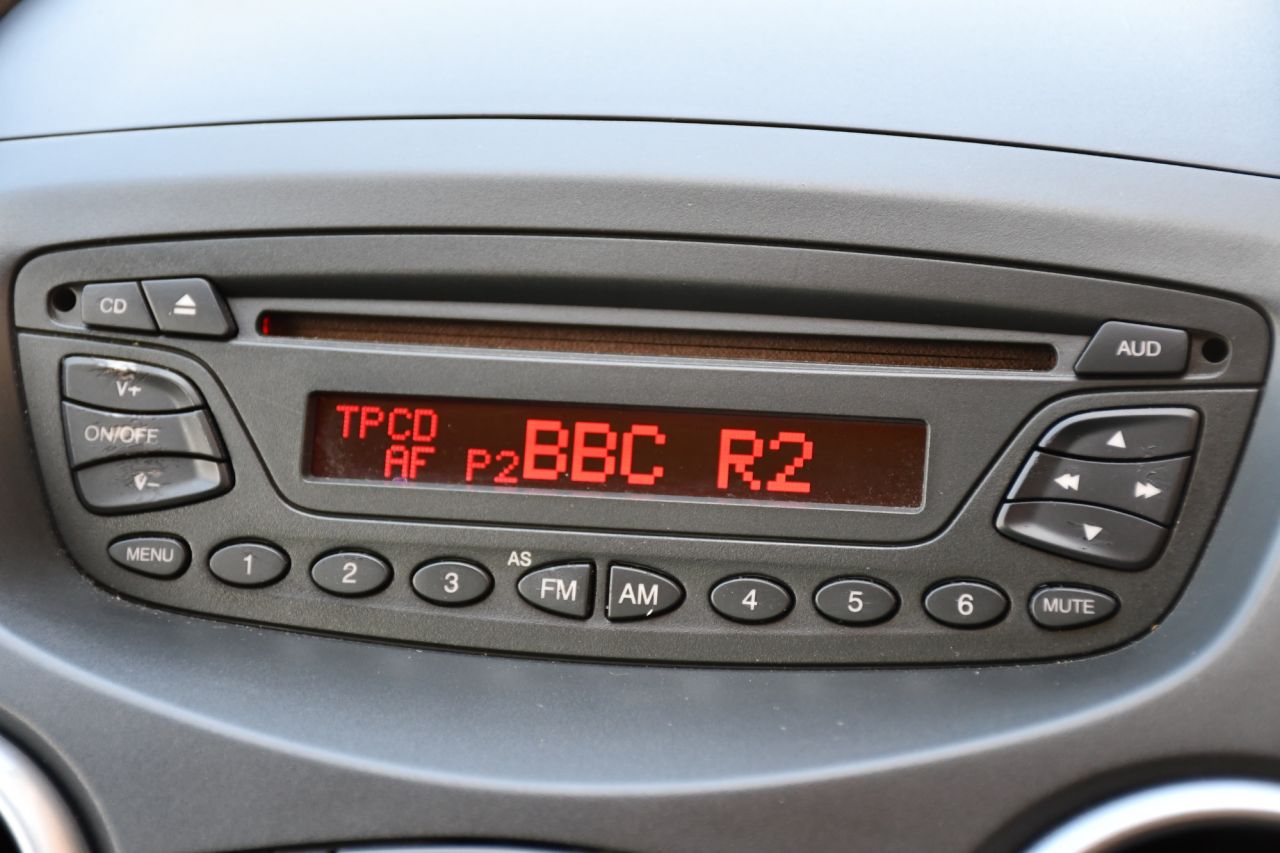 CD
AUD
V+
ON/OFF
V-
TPCD
AF P2 BBC R2
MENU 1 2 3 AS FM AM 4 5 6 MUTE